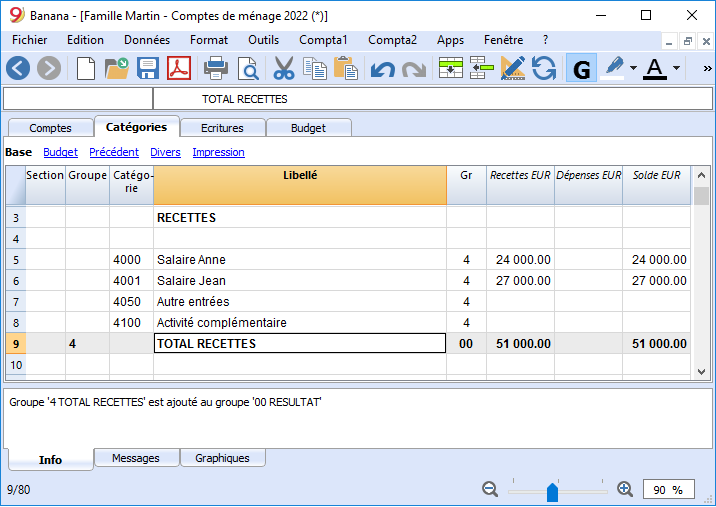 Banana - [Famille Martin - Comptes de ménage 2022 (*)]
Fichier Edition Données Format Outils Compta1 Compta2 Apps Fenêtre ?
G A »
TOTAL RECETTES
Comptes Catégories Ecritures Budget
Base Budget Précédent Divers Impression
Section Groupe Catégo- Libellé Gr Recettes EUR Dépenses EUR Solde EUR
rie
3 RECETTES
4
5 4000 Salaire Anne 4 24 000.00 24 000.00
6 4001 Salaire Jean 4 27 000.00 27 000.00
7 4050 Autre entrées 4
8 4100 Activité complémentaire 4
9 4 TOTAL RECETTES 00 51 000.00 51 000.00
10
Groupe '4 TOTAL RECETTES' est ajouté au groupe '00 RESULTAT'
Info Messages Graphiques
9/80 90 %